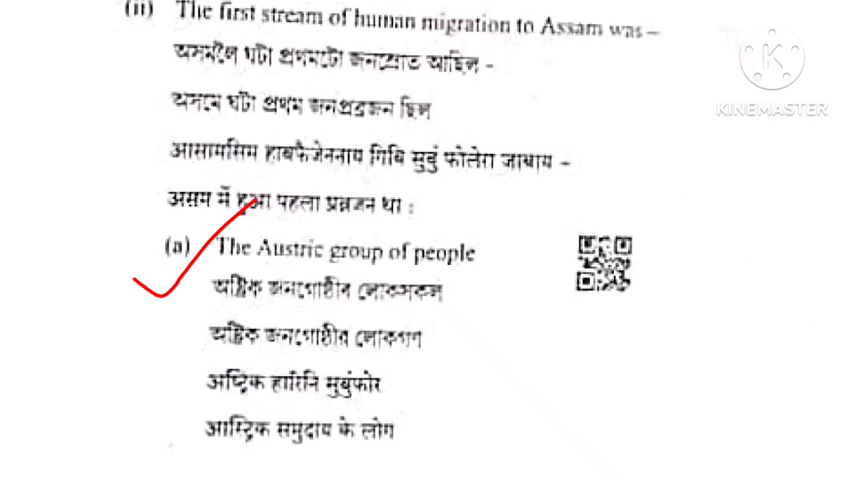 (ii) The first stream of human migration to Assam was –
অসমলৈ ঘটা প্ৰথমটো জনস্ৰোত আছিল -
অসমে ঘটা প্রথম জনপ্রব্রজন ছিল
आसामसिम हाबफैजेननाय गिबि सुबुं फोलेरा जाबाय –
असम में हुआ पहला प्रव्रजन था :
(a) The Austric group of people
অষ্ট্ৰিক জনগোষ্ঠীৰ লোকসকল
অষ্ট্রিক জনগোষ্ঠীর লোকগণ
अष्ट्रिक हारिनि सुबुंफोर
आस्ट्रिक समुदाय के लोग
K
KINEMASTER